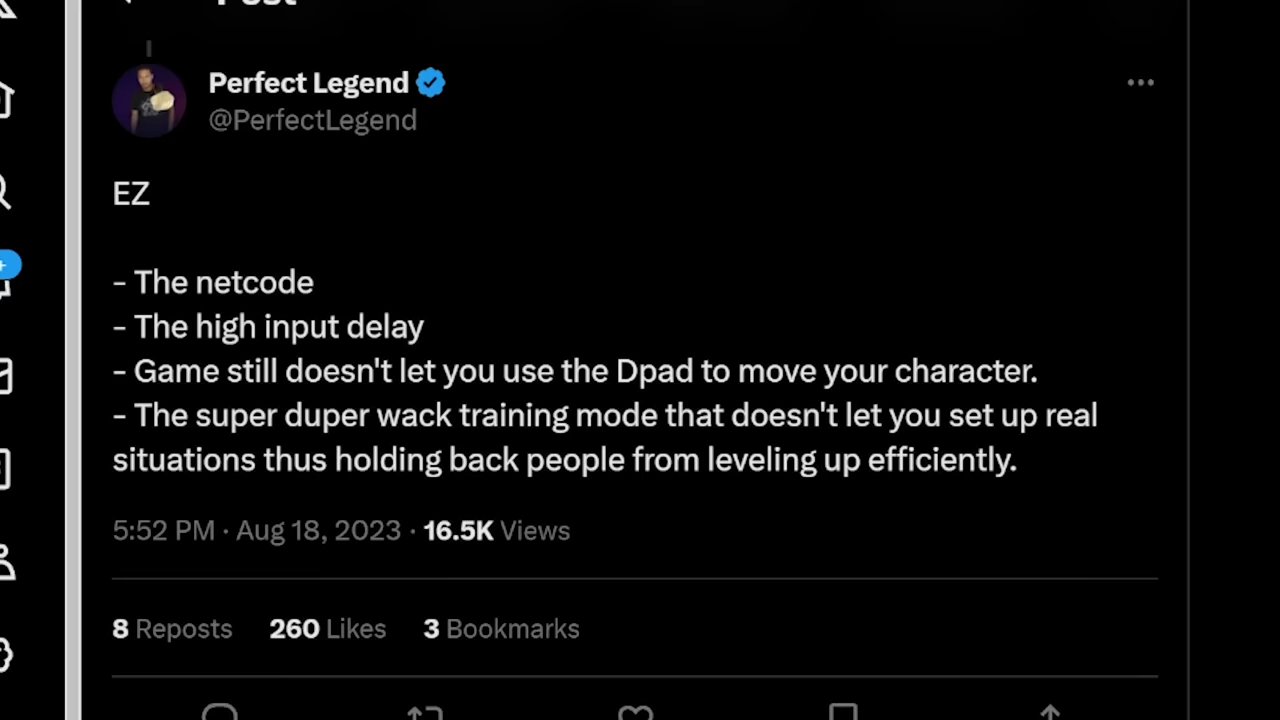 Post
Perfect Legend
@PerfectLegend
EZ
- The netcode
- The high input delay
- Game still doesn't let you use the Dpad to move your character.
- The super duper wack training mode that doesn't let you set up real
situations thus holding back people from leveling up efficiently.
5:52 PM · Aug 18, 2023 · 16.5K Views
8 Reposts 260 Likes 3 Bookmarks